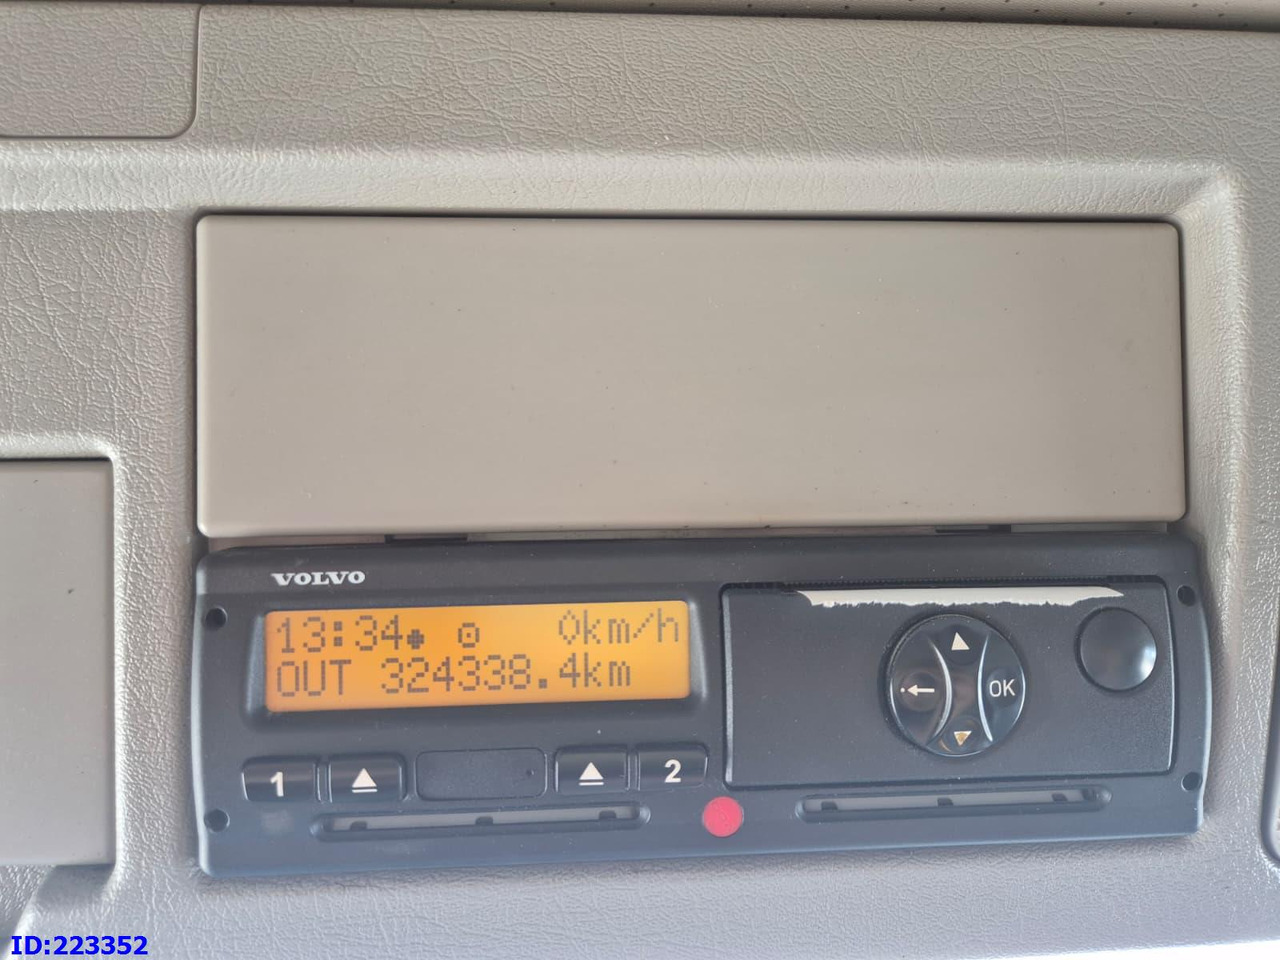 VOLVO
13:34 0km/h
OUT 324338.4km
1 2
OK
ID:223352